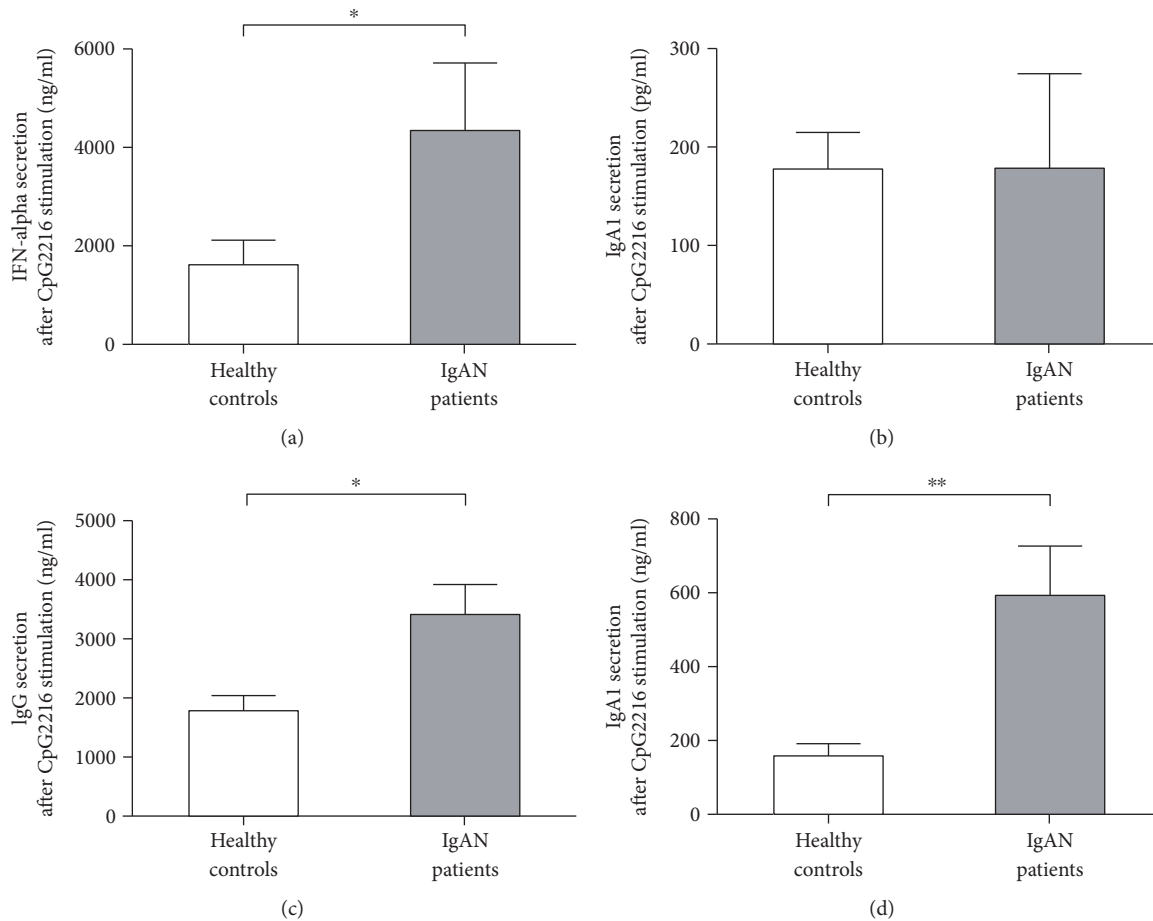 *
IFN-alpha secretion
after CpG2216 stimulation (ng/ml)
6000
4000
2000
0
Healthy
controls
IgAN
patients
(a)
IgA1 secretion
after CpG2216 stimulation (pg/ml)
300
200
100
0
Healthy
controls
IgAN
patients
(b)
*
IgG secretion
after CpG2216 stimulation (ng/ml)
5000
4000
3000
2000
1000
0
Healthy
controls
IgAN
patients
(c)
**
IgA1 secretion
after CpG2216 stimulation (ng/ml)
800
600
400
200
0
Healthy
controls
IgAN
patients
(d)